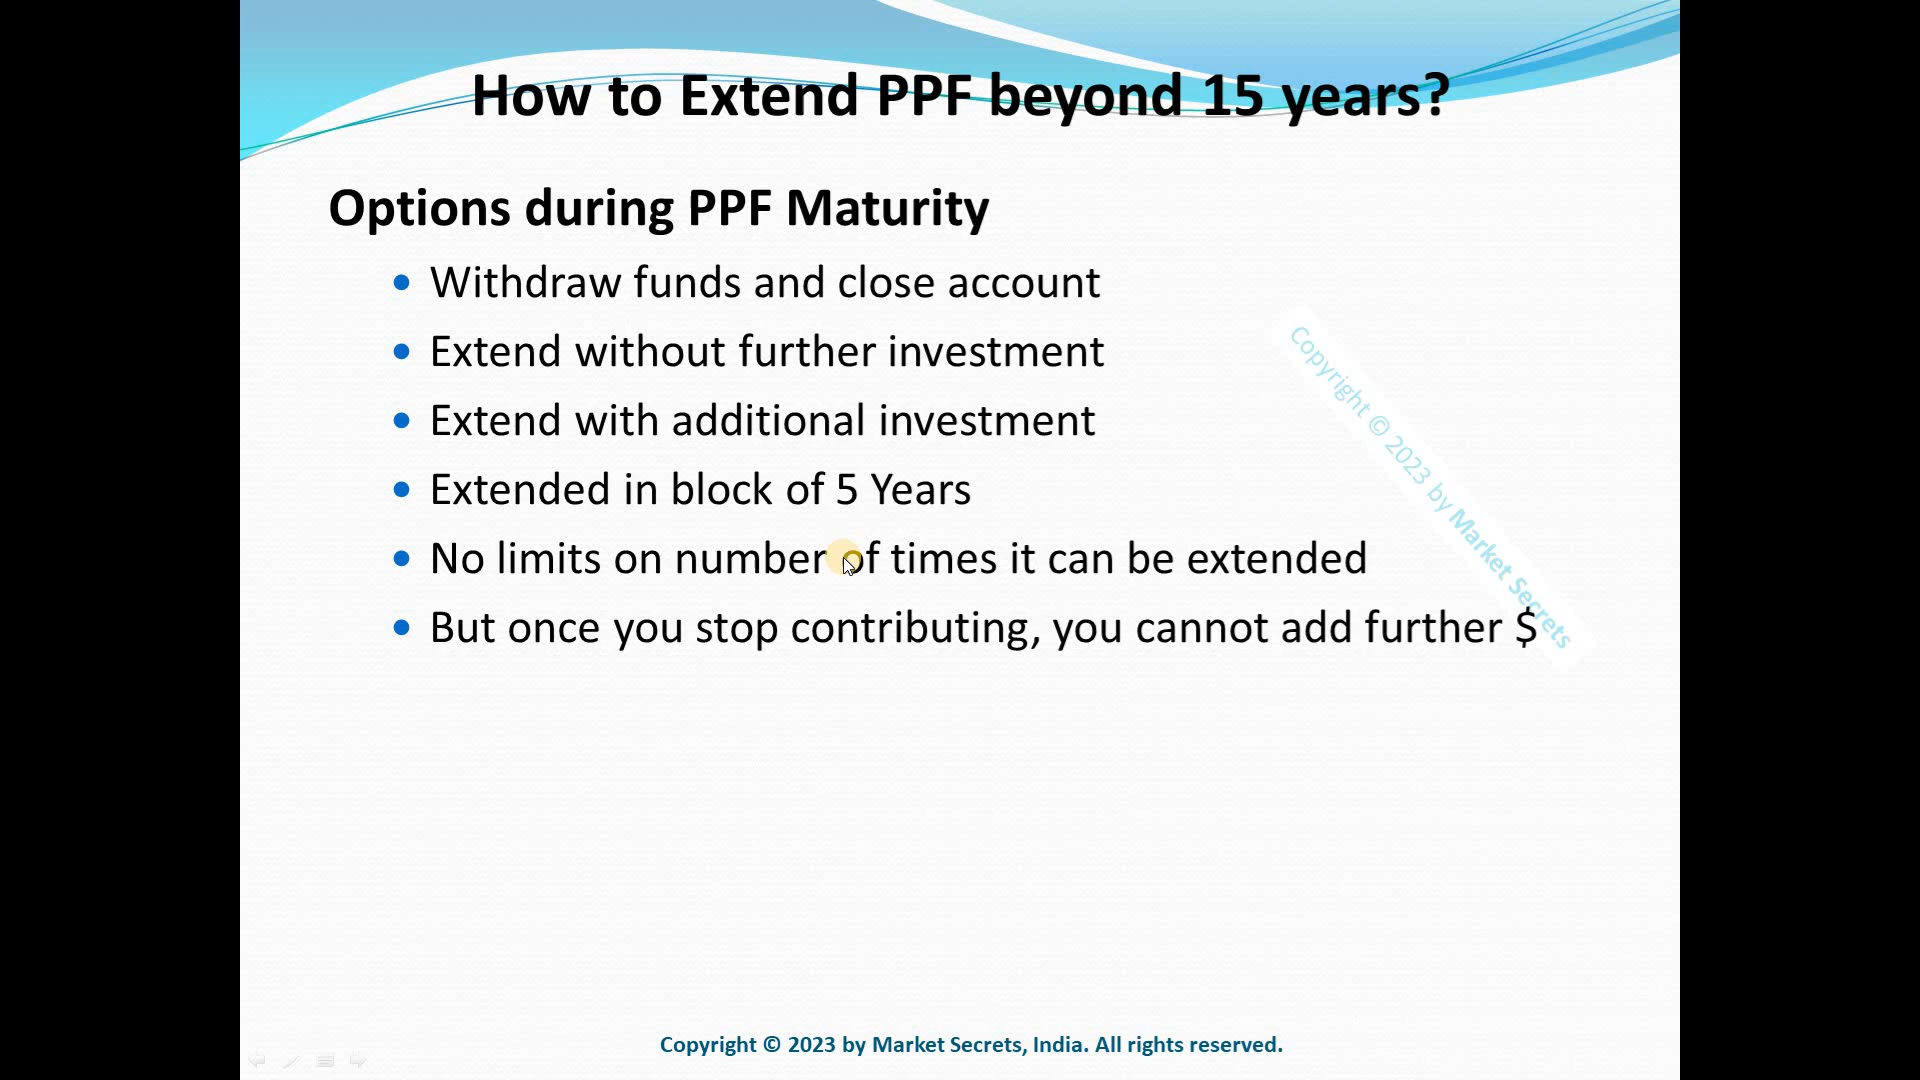 How to Extend PPF beyond 15 years?
Options during PPF Maturity
• Withdraw funds and close account
• Extend without further investment
• Extend with additional investment
• Extended in block of 5 Years
• No limits on number of times it can be extended
• But once you stop contributing, you cannot add further $
Copyright © 2023 by Market Secrets
Copyright © 2023 by Market Secrets, India. All rights reserved.